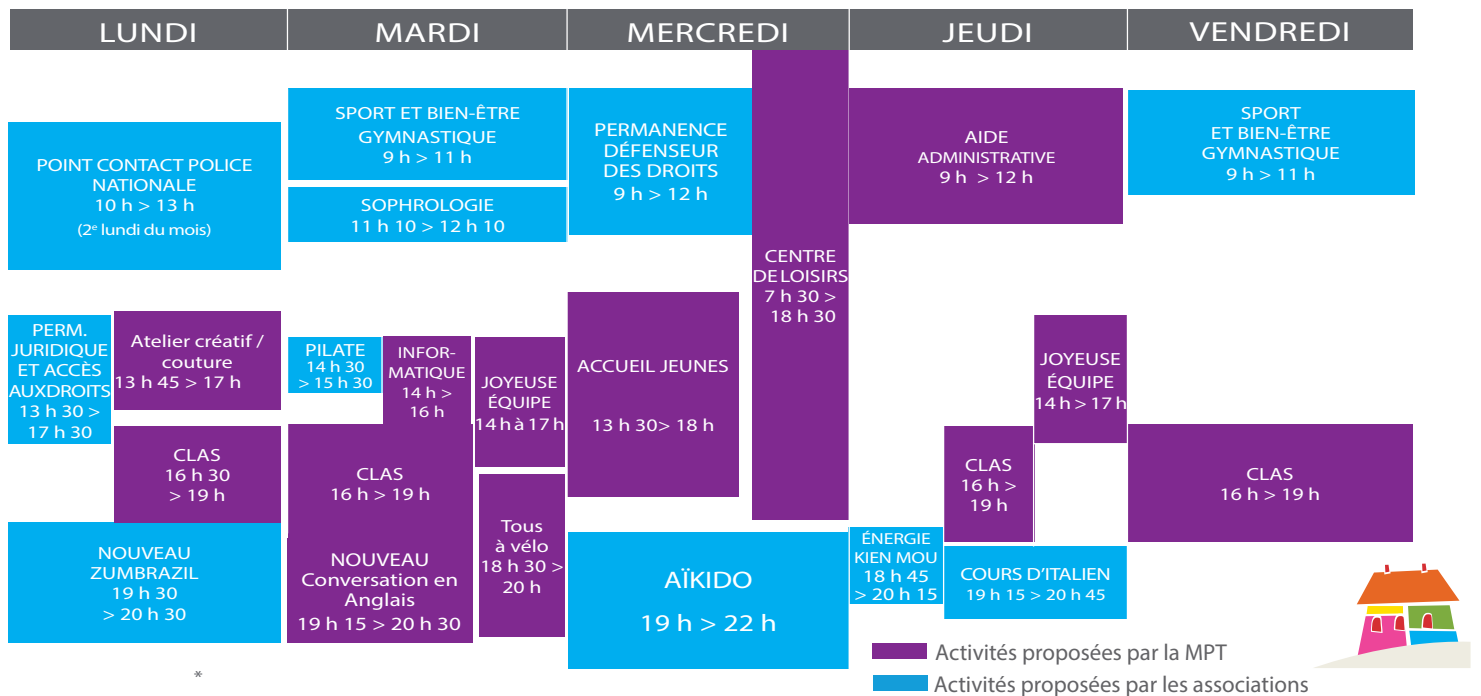 LUNDI
MARDI
MERCREDI
JEUDI
VENDREDI
POINT CONTACT POLICE
NATIONALE
10 h > 13 h
(2e lundi du mois)
PERM.
JURIDIQUE
ET ACCÈS
AUXDROITS
13 h 30 >
17 h 30
Atelier créatif /
couture
13 h 45 > 17 h
CLAS
16 h 30
> 19 h
NOUVEAU
ZUMBRAZIL
19 h 30
> 20 h 30
*
SPORT ET BIEN-ÊTRE
GYMNASTIQUE
9 h > 11 h
SOPHROLOGIE
11 h 10 > 12 h 10
PILATE
14 h 30
> 15 h 30
INFOR-
MATIQUE
14 h >
16 h
JOYEUSE
ÉQUIPE
14 h à 17 h
CLAS
16 h > 19 h
NOUVEAU
Conversation en
Anglais
19 h 15 > 20 h 30
Tous
à vélo
18 h 30 >
20 h
PERMANENCE
DÉFENSEUR
DES DROITS
9 h > 12 h
CENTRE
DE LOISIRS
7 h 30 >
18 h 30
ACCUEIL JEUNES
13 h 30> 18 h
AÏKIDO
19 h > 22 h
AIDE
ADMINISTRATIVE
9 h > 12 h
JOYEUSE
ÉQUIPE
14 h > 17 h
CLAS
16 h >
19 h
ÉNERGIE
KIEN MOU
18 h 45
> 20 h 15
COURS D'ITALIEN
19 h 15 > 20 h 45
SPORT
ET BIEN-ÊTRE
GYMNASTIQUE
9 h > 11 h
CLAS
16 h > 19 h
Activités proposées par la MPT
Activités proposées par les associations